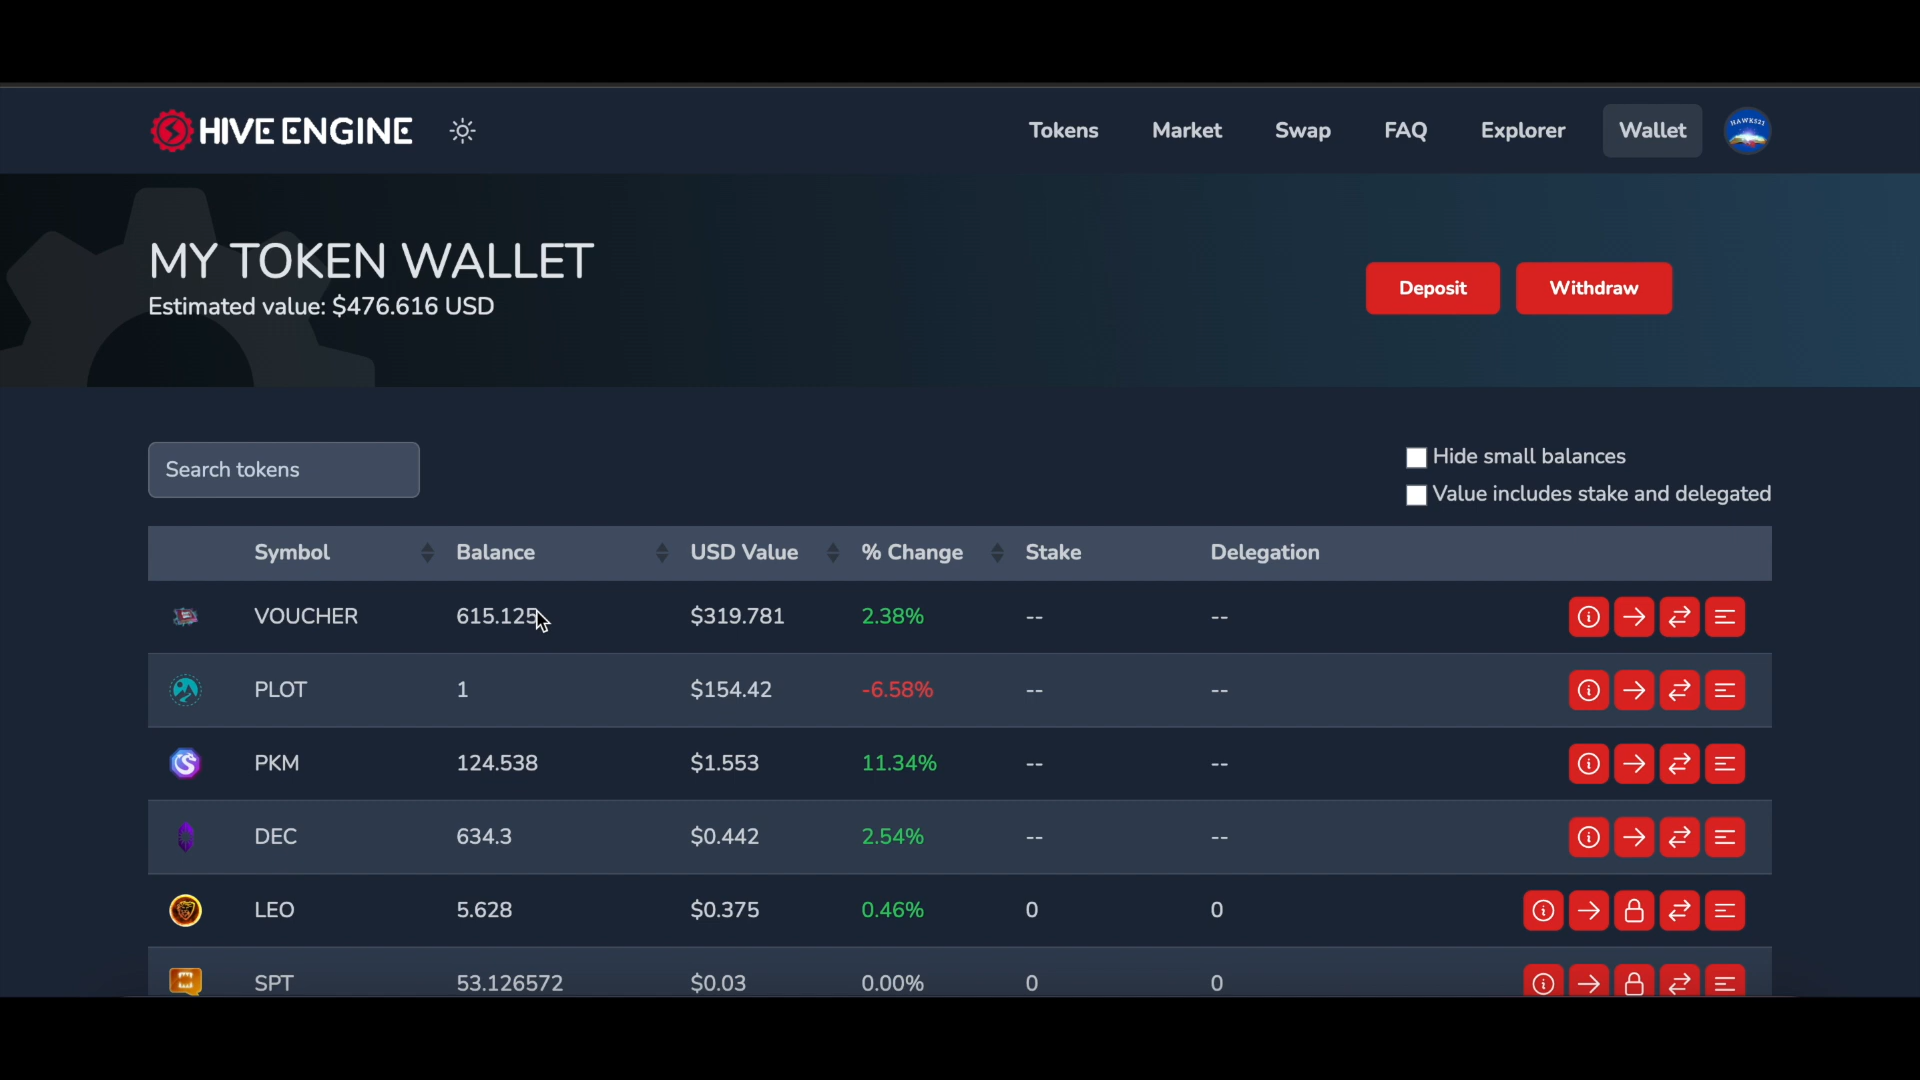 HIVE ENGINE Tokens Market Swap FAQ Explorer Wallet HAWK521
MY TOKEN WALLET
Estimated value: $476.616 USD
Deposit Withdraw
Search tokens
Hide small balances
Value includes stake and delegated
Symbol Balance USD Value % Change Stake Delegation
VOUCHER 615.125 $319.781 2.38% -- --
PLOT 1 $154.42 -6.58% -- --
PKM 124.538 $1.553 11.34% -- --
DEC 634.3 $0.442 2.54% -- --
LEO 5.628 $0.375 0.46% 0 0
SPT 53.126572 $0.03 0.00% 0 0